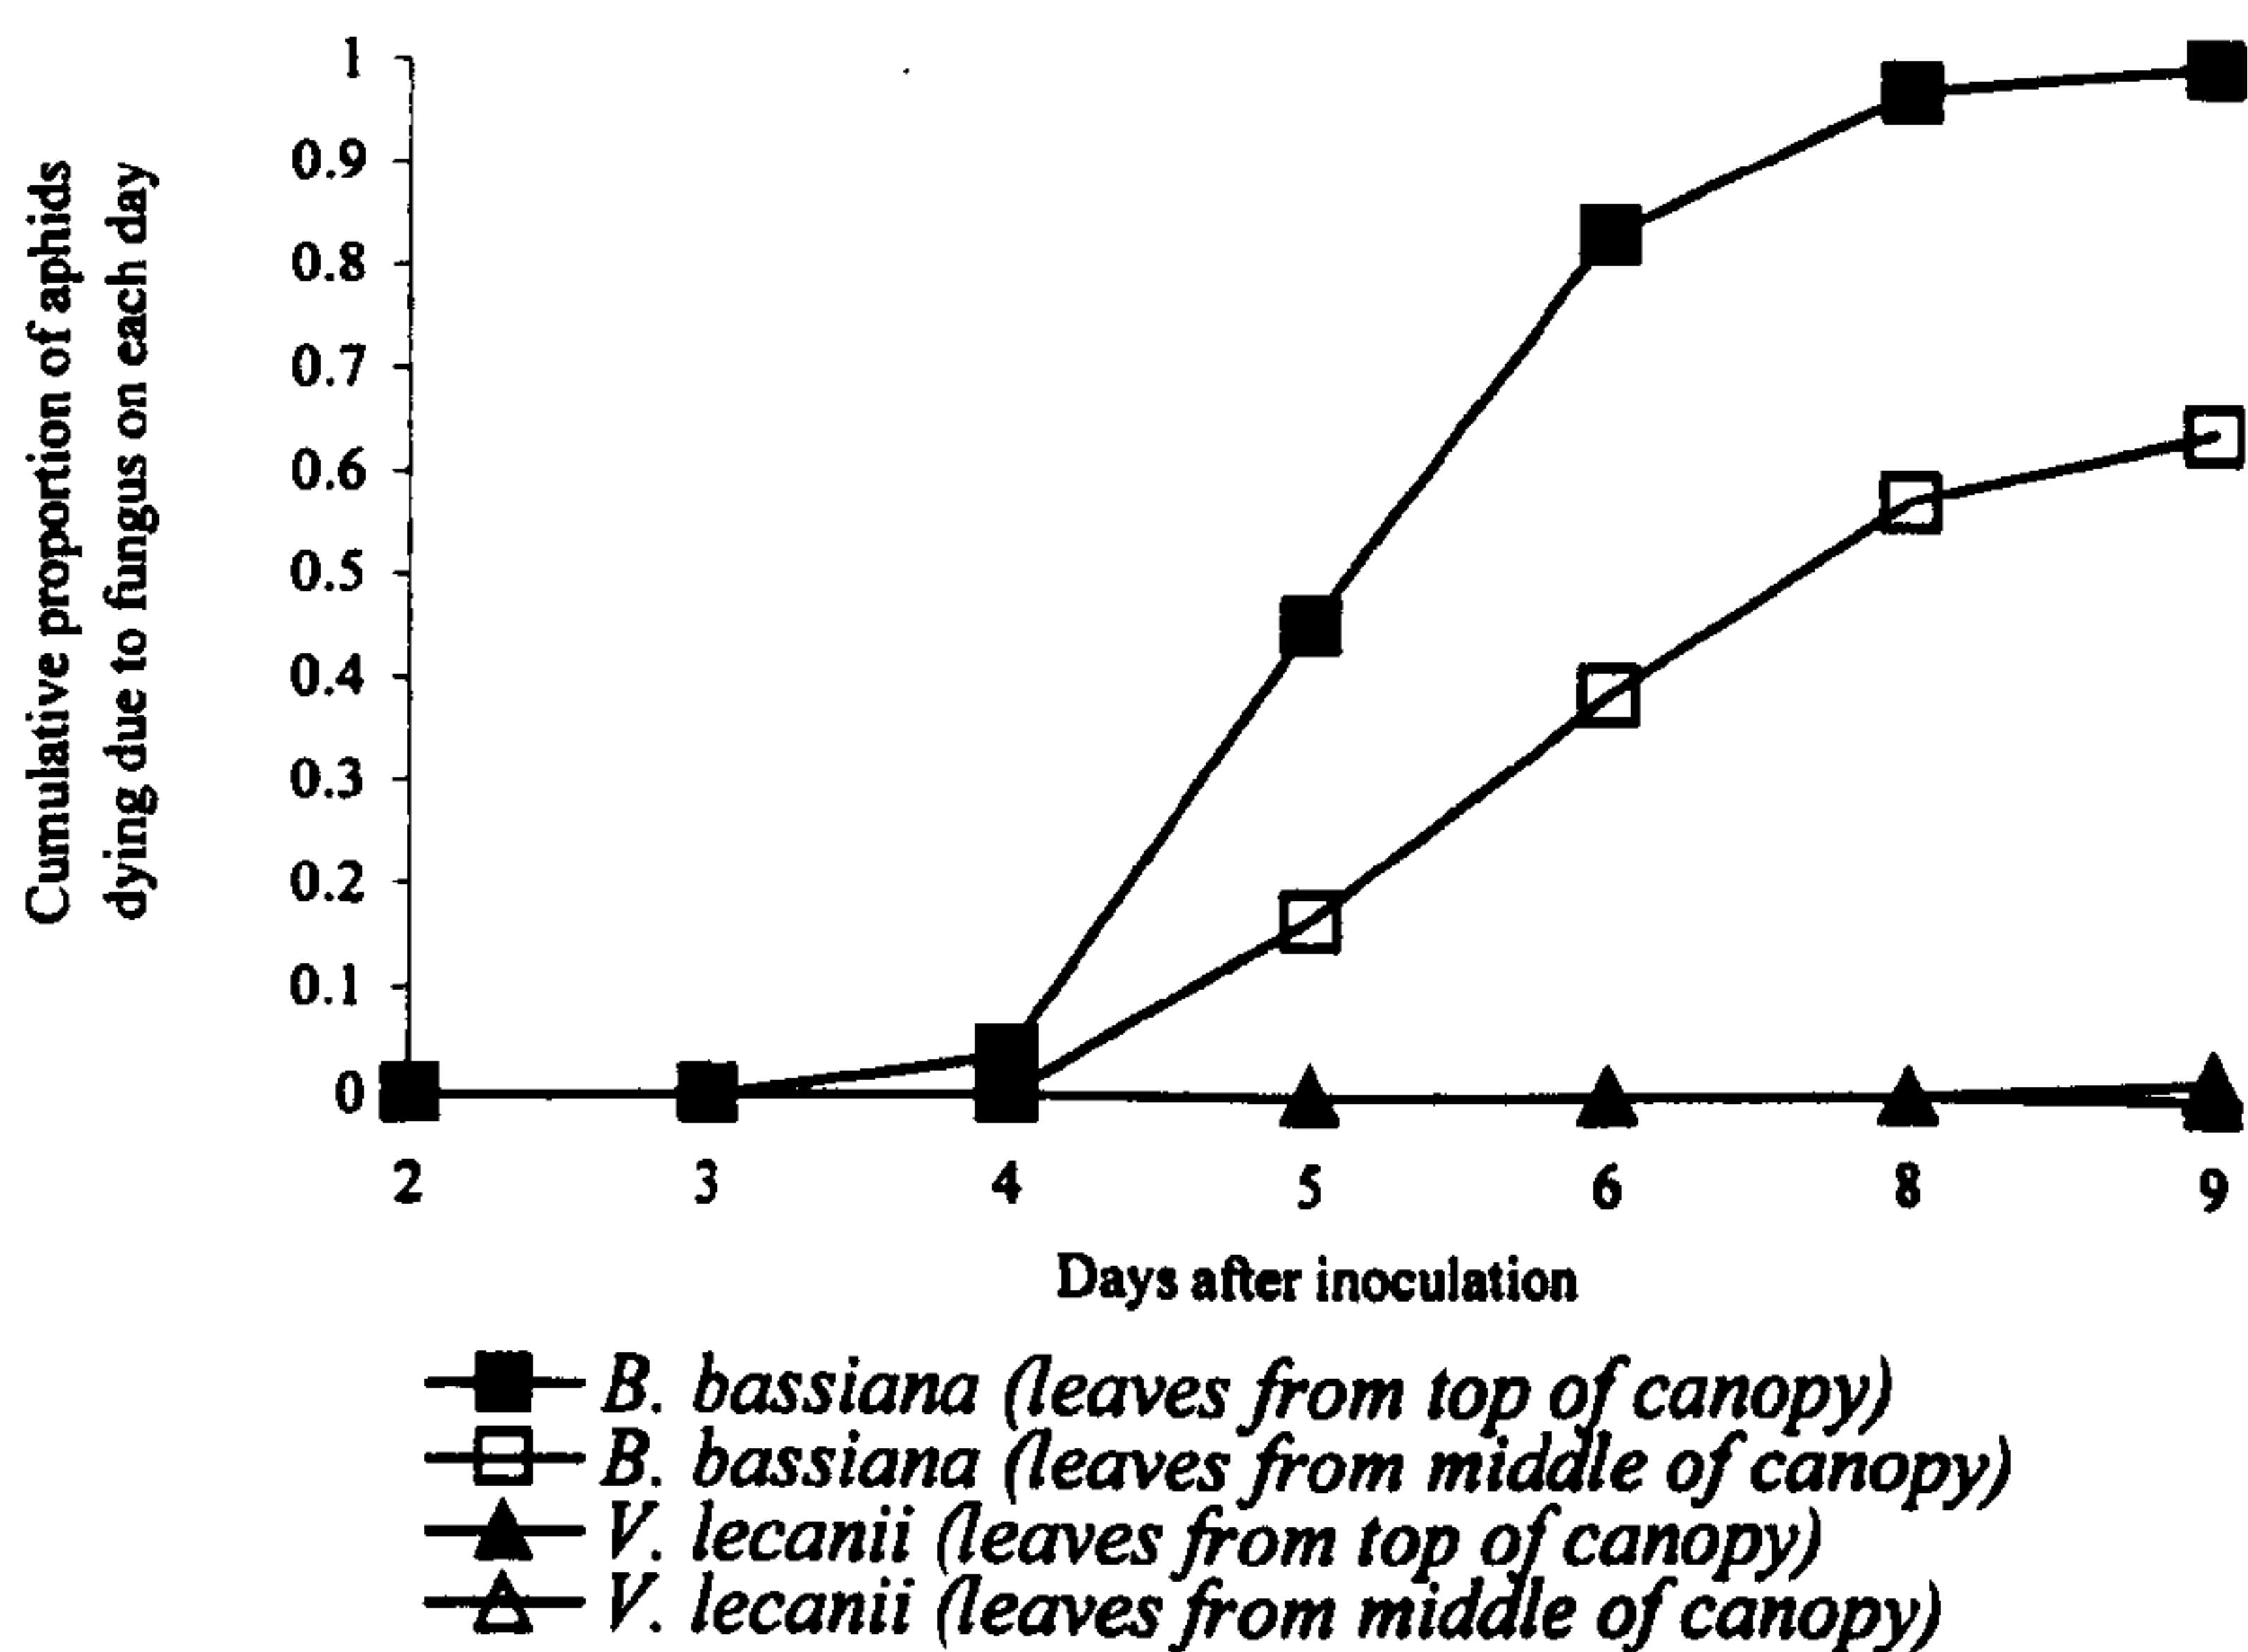 Cumulative proportion of aphids
dying due to fungus on each day
1
0.9
0.8
0.7
0.6
0.5
0.4
0.3
0.2
0.1
0
2 3 4 5 6 8 9
Days after inoculation
B. bassiana (leaves from top of canopy)
B. bassiana (leaves from middle of canopy)
V. lecanii (leaves from top of canopy)
V. lecanii (leaves from middle of canopy)